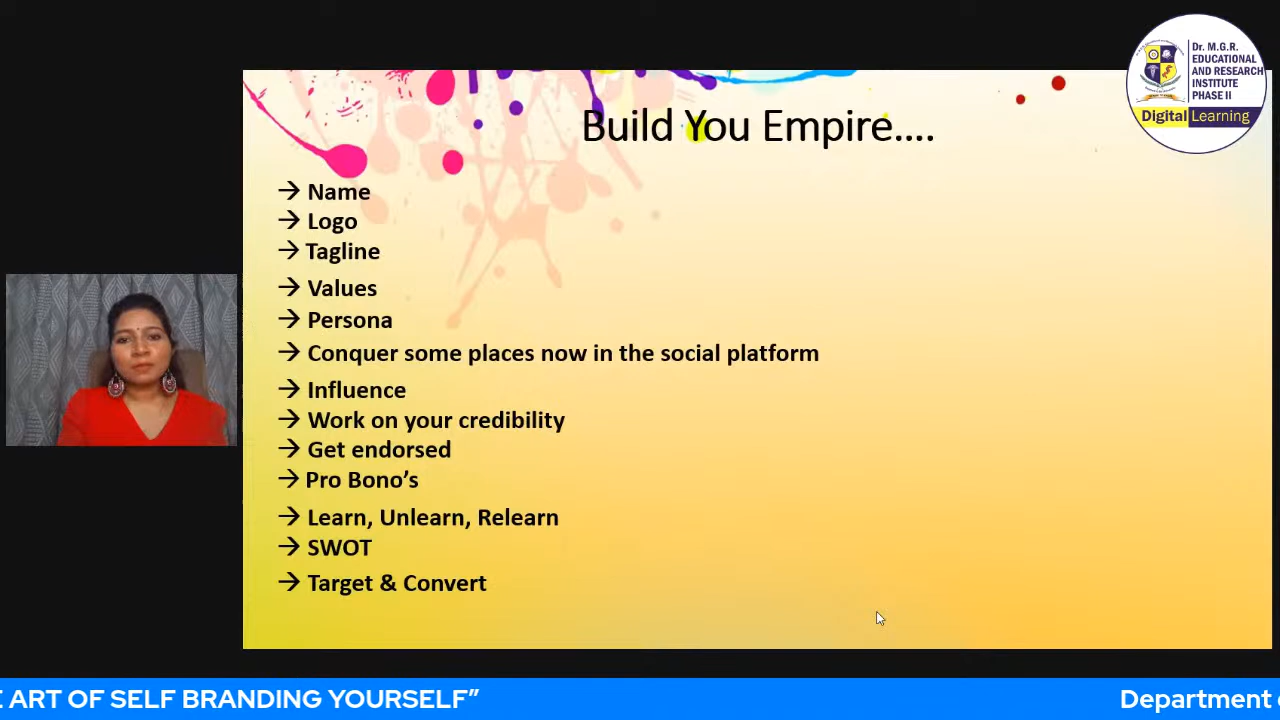 Dr. M.G.R.
EDUCATIONAL
AND RESEARCH
INSTITUTE
PHASE II
Digital Learning
Build You Empire....
→ Name
→ Logo
→ Tagline
→ Values
→ Persona
→ Conquer some places now in the social platform
→ Influence
→ Work on your credibility
→ Get endorsed
→ Pro Bono’s
→ Learn, Unlearn, Relearn
→ SWOT
→ Target & Convert
ART OF SELF BRANDING YOURSELF” Department